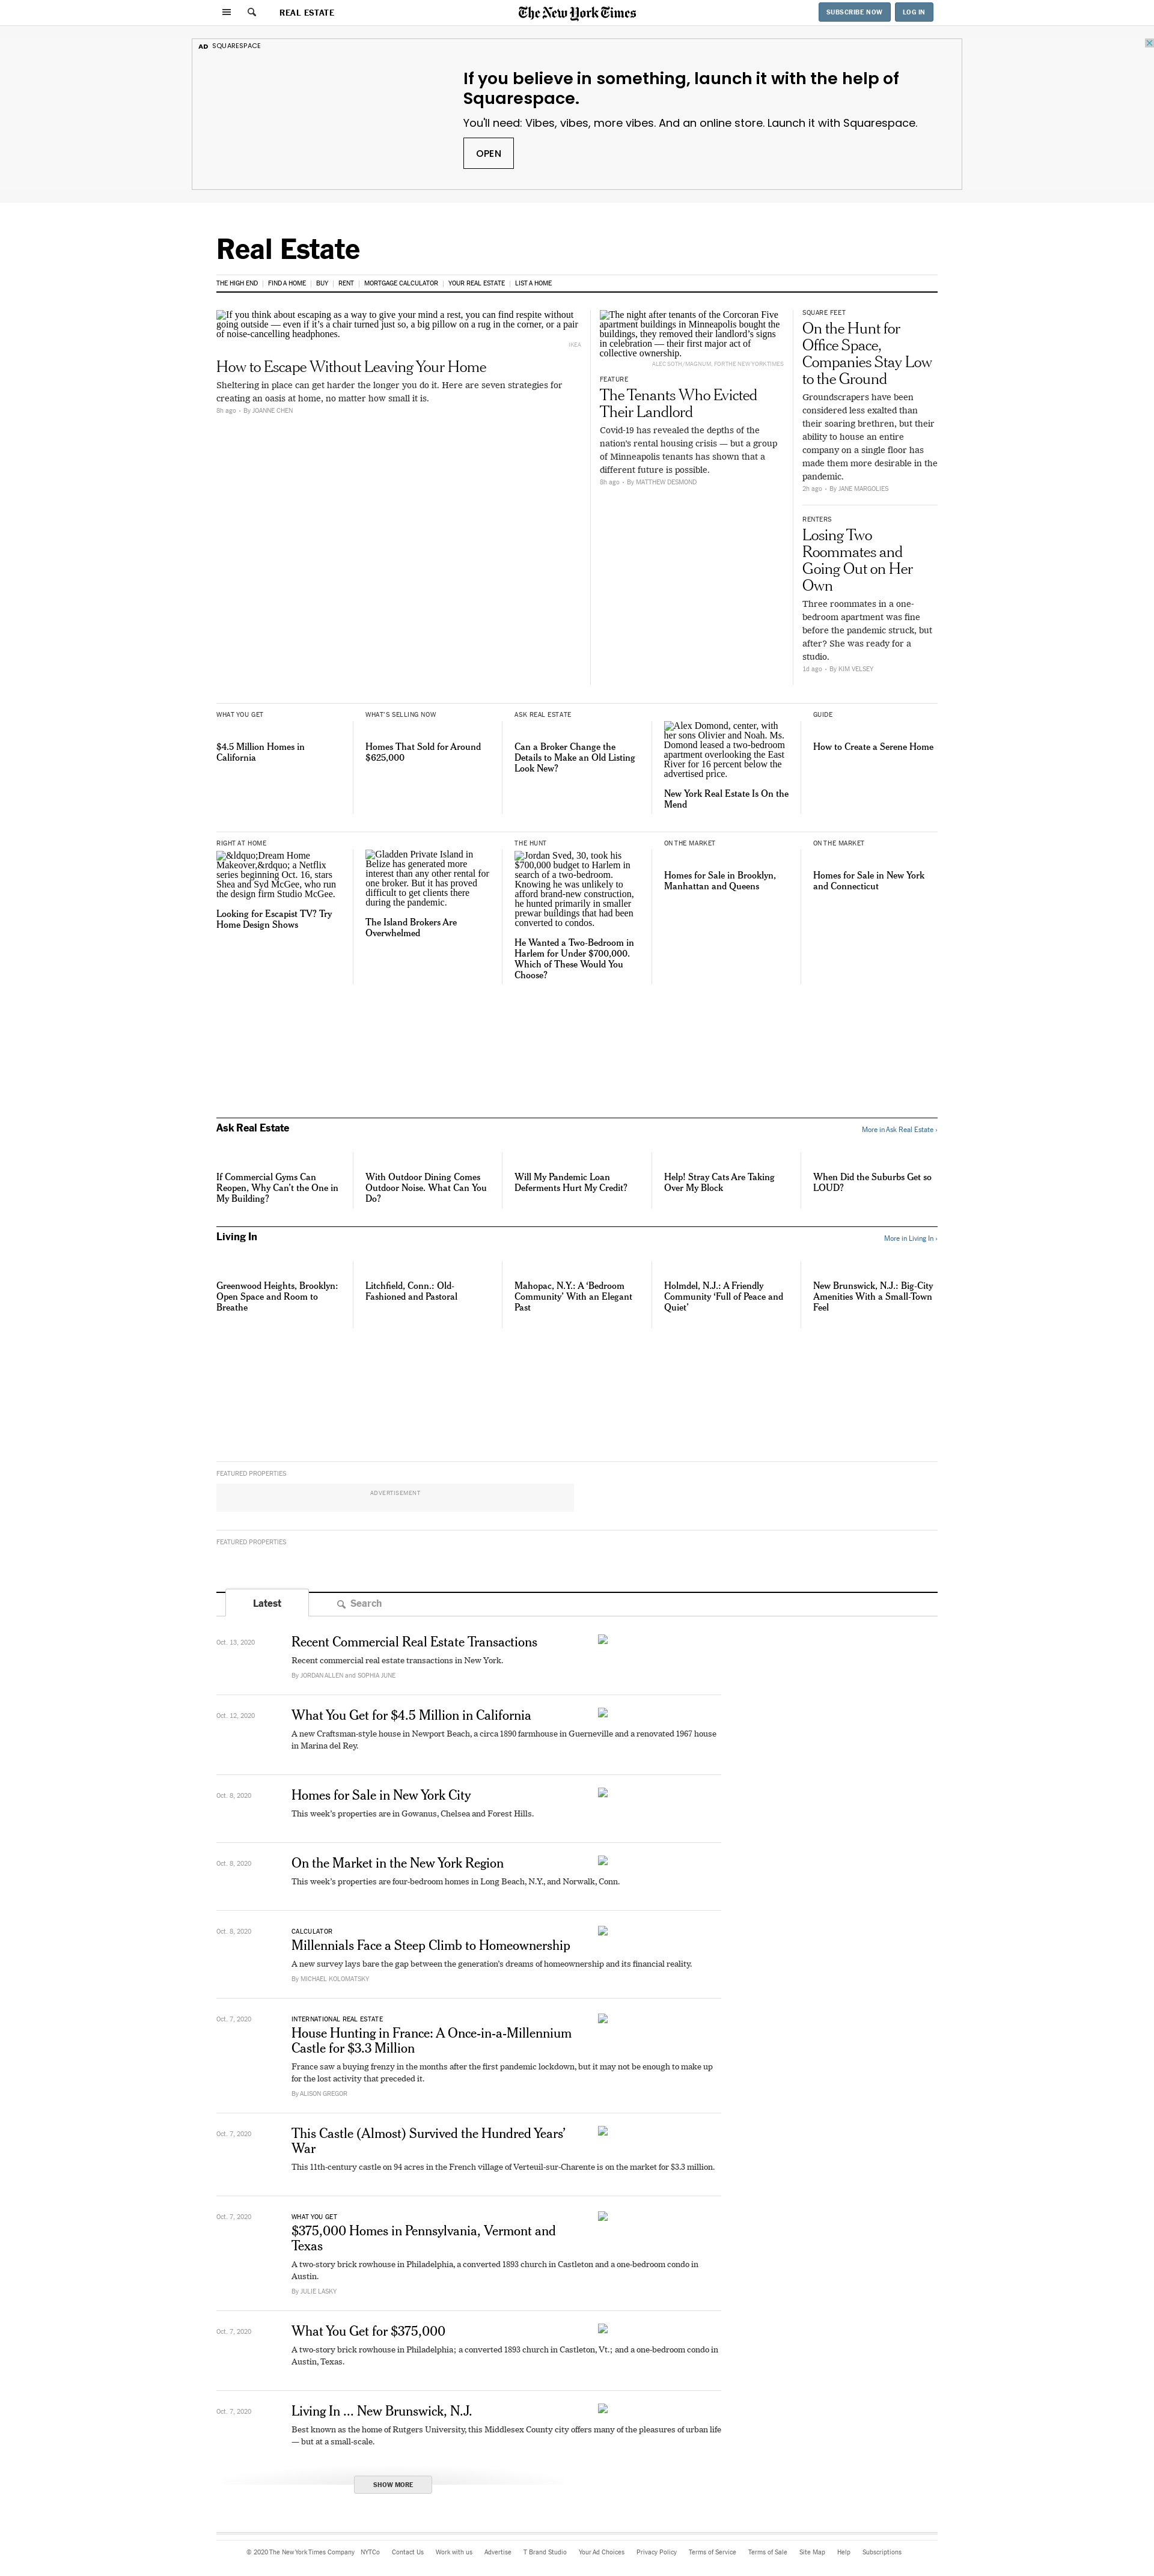 REAL ESTATE
The New York Times
SUBSCRIBE NOW
LOG IN
AD SQUARESPACE
If you believe in something, launch it with the help of
Squarespace.
You'll need: Vibes, vibes, more vibes. And an online store. Launch it with Squarespace.
OPEN
Real Estate
THE HIGH END | FIND A HOME | BUY | RENT | MORTGAGE CALCULATOR | YOUR REAL ESTATE | LIST A HOME
If you think about escaping as a way to give your mind a rest, you can find respite without
going outside — even if it's a chair turned just so, a big pillow on a rug in the corner, or a pair
of noise-cancelling headphones.
IKEA
How to Escape Without Leaving Your Home
Sheltering in place can get harder the longer you do it. Here are seven strategies for
creating an oasis at home, no matter how small it is.
8h ago • By JOANNE CHEN
The night after tenants of the Corcoran Five
apartment buildings in Minneapolis bought the
buildings, they removed their landlord's signs
in celebration — their first major act of
collective ownership.
ALEC SOTH/MAGNUM, FOR THE NEW YORK TIMES
FEATURE
The Tenants Who Evicted
Their Landlord
Covid-19 has revealed the depths of the
nation's rental housing crisis — but a group
of Minneapolis tenants has shown that a
different future is possible.
8h ago • By MATTHEW DESMOND
SQUARE FEET
On the Hunt for
Office Space,
Companies Stay Low
to the Ground
Groundscrapers have been
considered less exalted than
their soaring brethren, but their
ability to house an entire
company on a single floor has
made them more desirable in the
pandemic.
2h ago • By JANE MARGOLIES
RENTERS
Losing Two
Roommates and
Going Out on Her
Own
Three roommates in a one-
bedroom apartment was fine
before the pandemic struck, but
after? She was ready for a
studio.
1d ago • By KIM VELSEY
WHAT YOU GET
$4.5 Million Homes in
California
WHAT'S SELLING NOW
Homes That Sold for Around
$625,000
ASK REAL ESTATE
Can a Broker Change the
Details to Make an Old Listing
Look New?
Alex Domond, center, with
her sons Olivier and Noah. Ms.
Domond leased a two-bedroom
apartment overlooking the East
River for 16 percent below the
advertised price.
New York Real Estate Is On the
Mend
GUIDE
How to Create a Serene Home
RIGHT AT HOME
&ldquo;Dream Home
Makeover,&rdquo; a Netflix
series beginning Oct. 16, stars
Shea and Syd McGee, who run
the design firm Studio McGee.
Looking for Escapist TV? Try
Home Design Shows
Gladden Private Island in
Belize has generated more
interest than any other rental for
one broker. But it has proved
difficult to get clients there
during the pandemic.
The Island Brokers Are
Overwhelmed
THE HUNT
Jordan Sved, 30, took his
$700,000 budget to Harlem in
search of a two-bedroom.
Knowing he was unlikely to
afford brand-new construction,
he hunted primarily in smaller
prewar buildings that had been
converted to condos.
He Wanted a Two-Bedroom in
Harlem for Under $700,000.
Which of These Would You
Choose?
ON THE MARKET
Homes for Sale in Brooklyn,
Manhattan and Queens
ON THE MARKET
Homes for Sale in New York
and Connecticut
Ask Real Estate
More in Ask Real Estate ›
If Commercial Gyms Can
Reopen, Why Can't the One in
My Building?
With Outdoor Dining Comes
Outdoor Noise. What Can You
Do?
Will My Pandemic Loan
Deferments Hurt My Credit?
Help! Stray Cats Are Taking
Over My Block
When Did the Suburbs Get so
LOUD?
Living In
More in Living In ›
Greenwood Heights, Brooklyn:
Open Space and Room to
Breathe
Litchfield, Conn.: Old-
Fashioned and Pastoral
Mahopac, N.Y.: A ‘Bedroom
Community’ With an Elegant
Past
Holmdel, N.J.: A Friendly
Community ‘Full of Peace and
Quiet’
New Brunswick, N.J.: Big-City
Amenities With a Small-Town
Feel
FEATURED PROPERTIES
ADVERTISEMENT
FEATURED PROPERTIES
Latest
Search
Oct. 13, 2020
Recent Commercial Real Estate Transactions
Recent commercial real estate transactions in New York.
By JORDAN ALLEN and SOPHIA JUNE
Oct. 12, 2020
What You Get for $4.5 Million in California
A new Craftsman-style house in Newport Beach, a circa 1890 farmhouse in Guerneville and a renovated 1967 house
in Marina del Rey.
Oct. 8, 2020
Homes for Sale in New York City
This week's properties are in Gowanus, Chelsea and Forest Hills.
Oct. 8, 2020
On the Market in the New York Region
This week's properties are four-bedroom homes in Long Beach, N.Y., and Norwalk, Conn.
Oct. 8, 2020
CALCULATOR
Millennials Face a Steep Climb to Homeownership
A new survey lays bare the gap between the generation's dreams of homeownership and its financial reality.
By MICHAEL KOLOMATSKY
Oct. 7, 2020
INTERNATIONAL REAL ESTATE
House Hunting in France: A Once-in-a-Millennium
Castle for $3.3 Million
France saw a buying frenzy in the months after the first pandemic lockdown, but it may not be enough to make up
for the lost activity that preceded it.
By ALISON GREGOR
Oct. 7, 2020
This Castle (Almost) Survived the Hundred Years’
War
This 11th-century castle on 94 acres in the French village of Verteuil-sur-Charente is on the market for $3.3 million.
Oct. 7, 2020
WHAT YOU GET
$375,000 Homes in Pennsylvania, Vermont and
Texas
A two-story brick rowhouse in Philadelphia, a converted 1893 church in Castleton and a one-bedroom condo in
Austin.
By JULIE LASKY
Oct. 7, 2020
What You Get for $375,000
A two-story brick rowhouse in Philadelphia; a converted 1893 church in Castleton, Vt.; and a one-bedroom condo in
Austin, Texas.
Oct. 7, 2020
Living In ... New Brunswick, N.J.
Best known as the home of Rutgers University, this Middlesex County city offers many of the pleasures of urban life
— but at a small-scale.
SHOW MORE
© 2020 The New York Times Company NYTCo Contact Us Work with us Advertise T Brand Studio Your Ad Choices Privacy Policy Terms of Service Terms of Sale Site Map Help Subscriptions